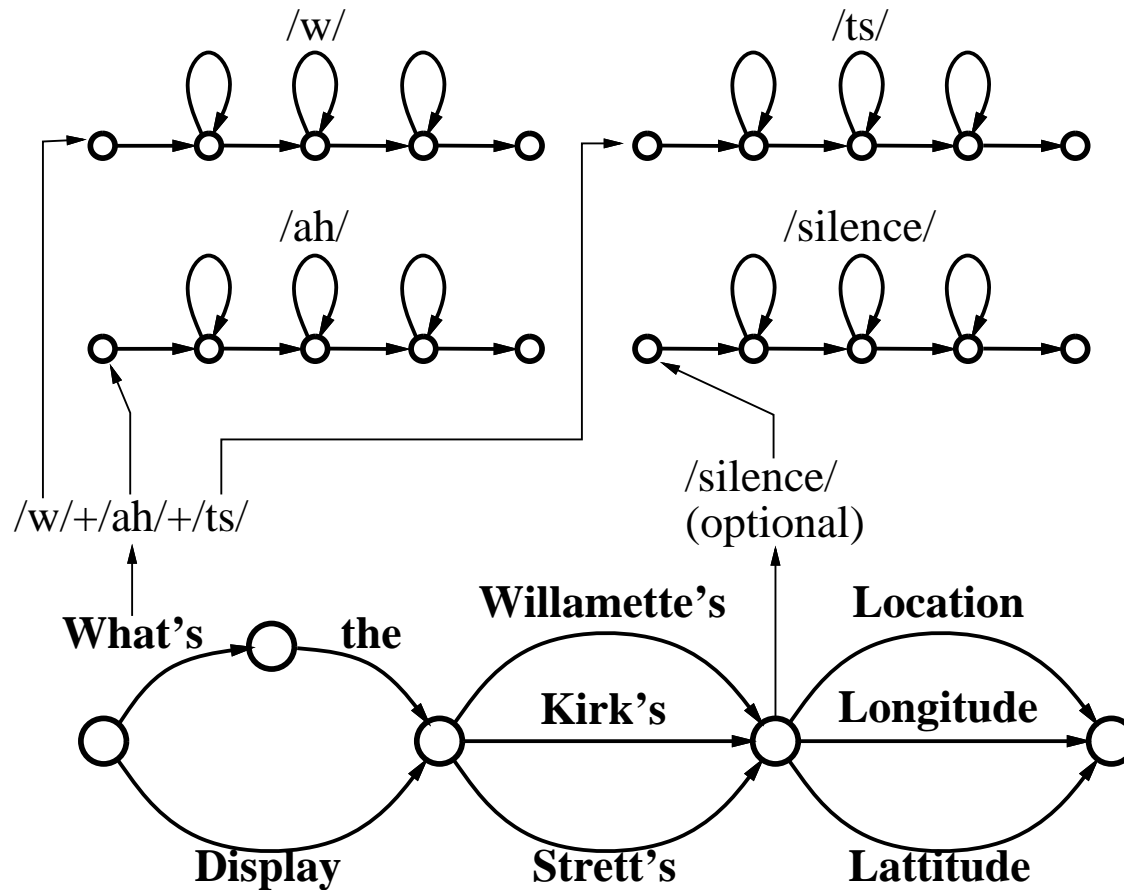 /w/ /ts/
/ah/ /silence/
/w/+/ah/+/ts/
/silence/
(optional)
Willamette's Location
What's the
Kirk's Longitude
Display Strett's Lattitude